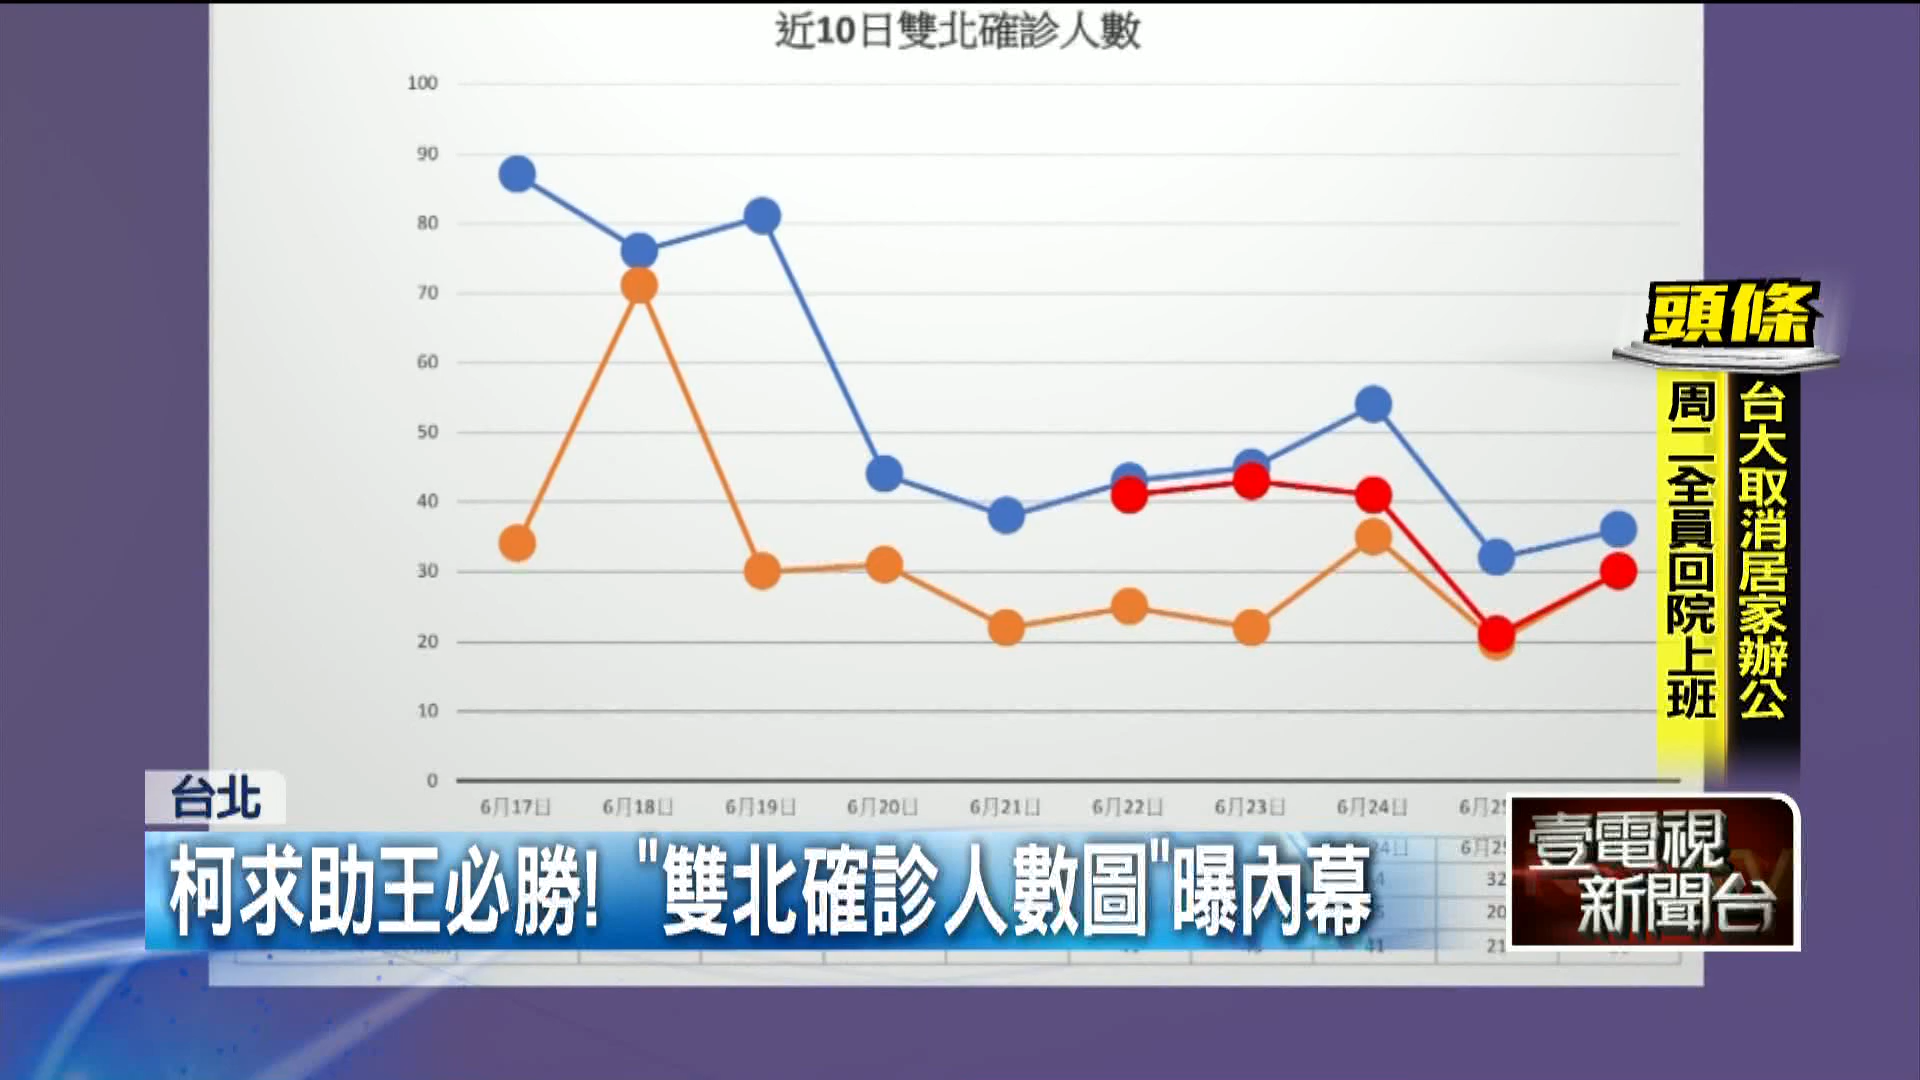 近10日雙北確診人數
100
90
80
70
60
50
40
30
20
10
0
6月17日
6月18日
6月19日
6月20日
6月21日
6月22日
6月23日
6月24日
頭條
台大取消居家辦公
周二全員回院上班
台北
柯求助王必勝! "雙北確診人數圖"曝內幕
32
20
41
21
壹電視
新聞台